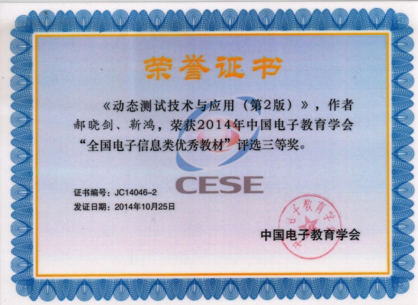 荣誉证书
《动态测试技术与应用（第2版）》，作者
郝晓剑、靳鸿，荣获2014年中国电子教育学会
“全国电子信息类优秀教材”评选三等奖。
CESE
证书编号：JC14046-2
发证日期：2014年10月25日
中国电子教育学会